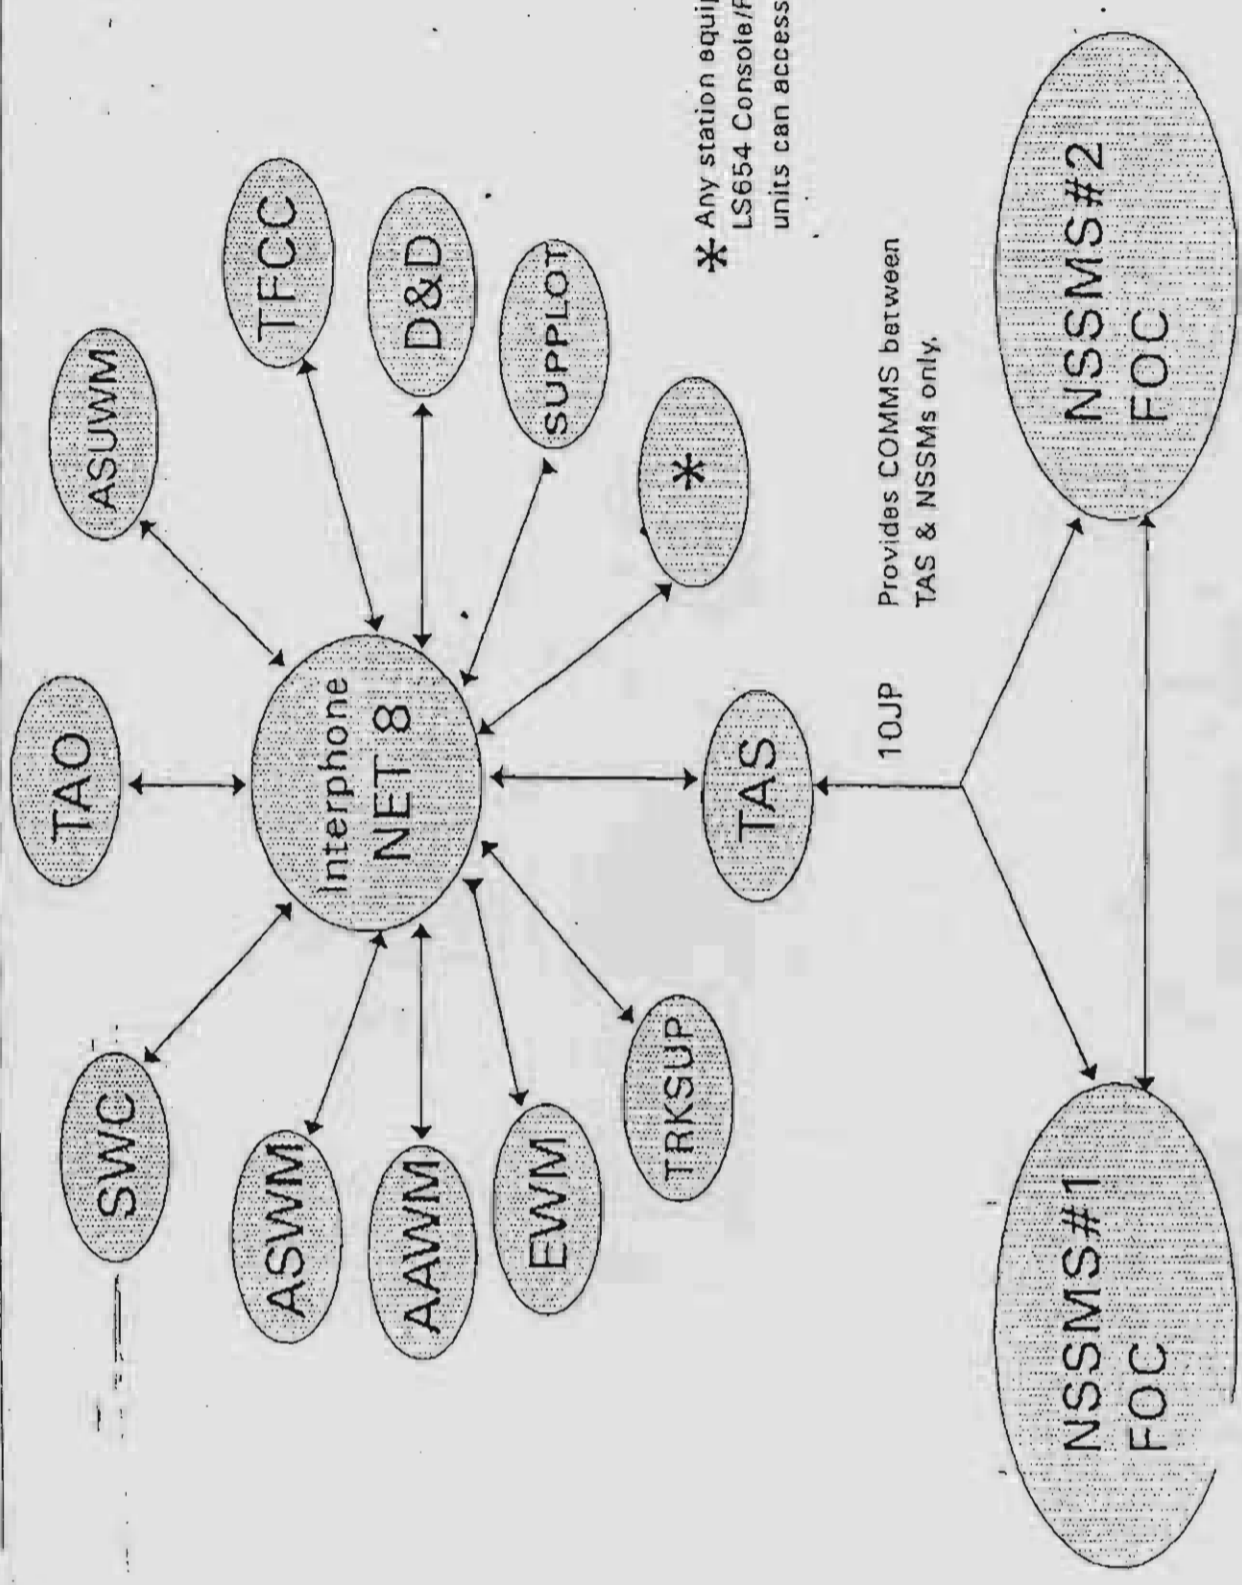 TAO
SWC
ASUWM
ASWM
TFCC
Interphone
NET 8
AAWM
D&D
EWM
SUPPLOT
TRKSUP
*
TAS
* Any station equip
LS654 Console/
units can access
10JP
Provides COMMS between
TAS & NSSMs only.
NSSMS#1
FOC
NSSMS#2
FOC